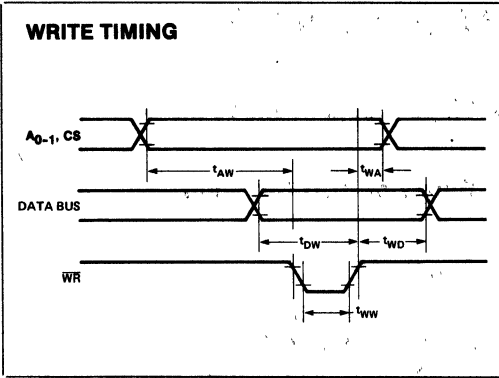 WRITE TIMING
A0-1, CS
tAW
tWA
DATA BUS
tDW
tWD
WR
tWW